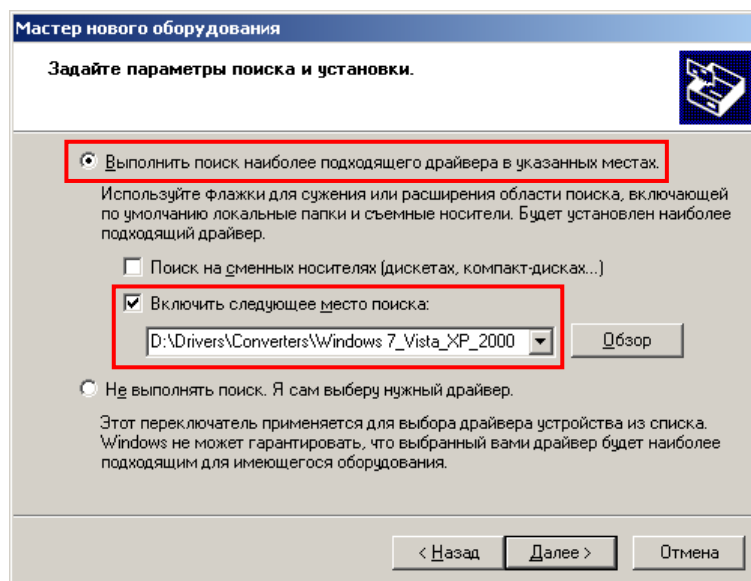 Мастер нового оборудования
Задайте параметры поиска и установки.
Выполнить поиск наиболее подходящего драйвера в указанных местах.
Используйте флажки для сужения или расширения области поиска, включающей
по умолчанию локальные папки и съемные носители. Будет установлен наиболее
подходящий драйвер.
Поиск на сменных носителях (дискетах, компакт-дисках...)
Включить следующее место поиска:
D:\Drivers\Converters\Windows 7_Vista_XP_2000
Обзор
Не выполнять поиск. Я сам выберу нужный драйвер.
Этот переключатель применяется для выбора драйвера устройства из списка.
Windows не может гарантировать, что выбранный вами драйвер будет наиболее
подходящим для имеющегося оборудования.
< Назад Далее > Отмена